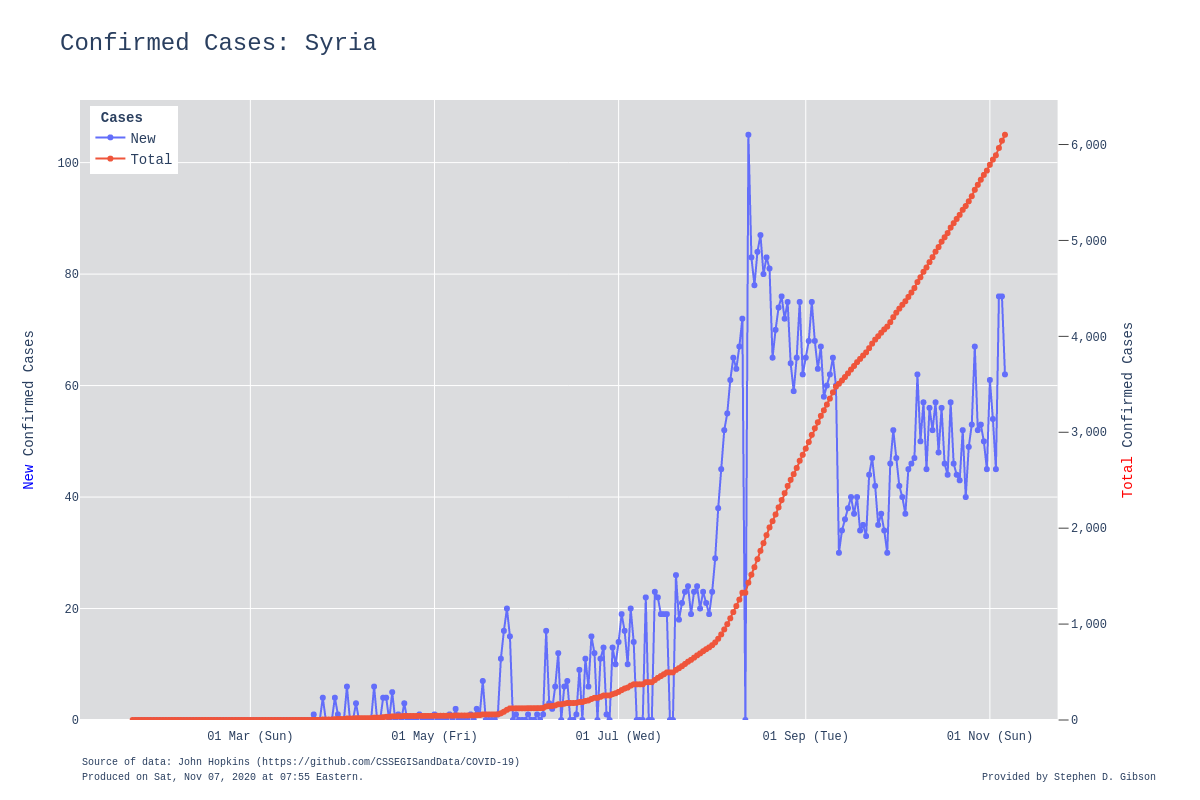 Confirmed Cases: Syria
Cases
New
Total
100
80
60
40
20
0
6,000
5,000
4,000
3,000
2,000
1,000
0
New Confirmed Cases
Total Confirmed Cases
01 Mar (Sun)
01 May (Fri)
01 Jul (Wed)
01 Sep (Tue)
01 Nov (Sun)
Source of data: John Hopkins (https://github.com/CSSEGISandData/COVID-19)
Produced on Sat, Nov 07, 2020 at 07:55 Eastern.
Provided by Stephen D. Gibson